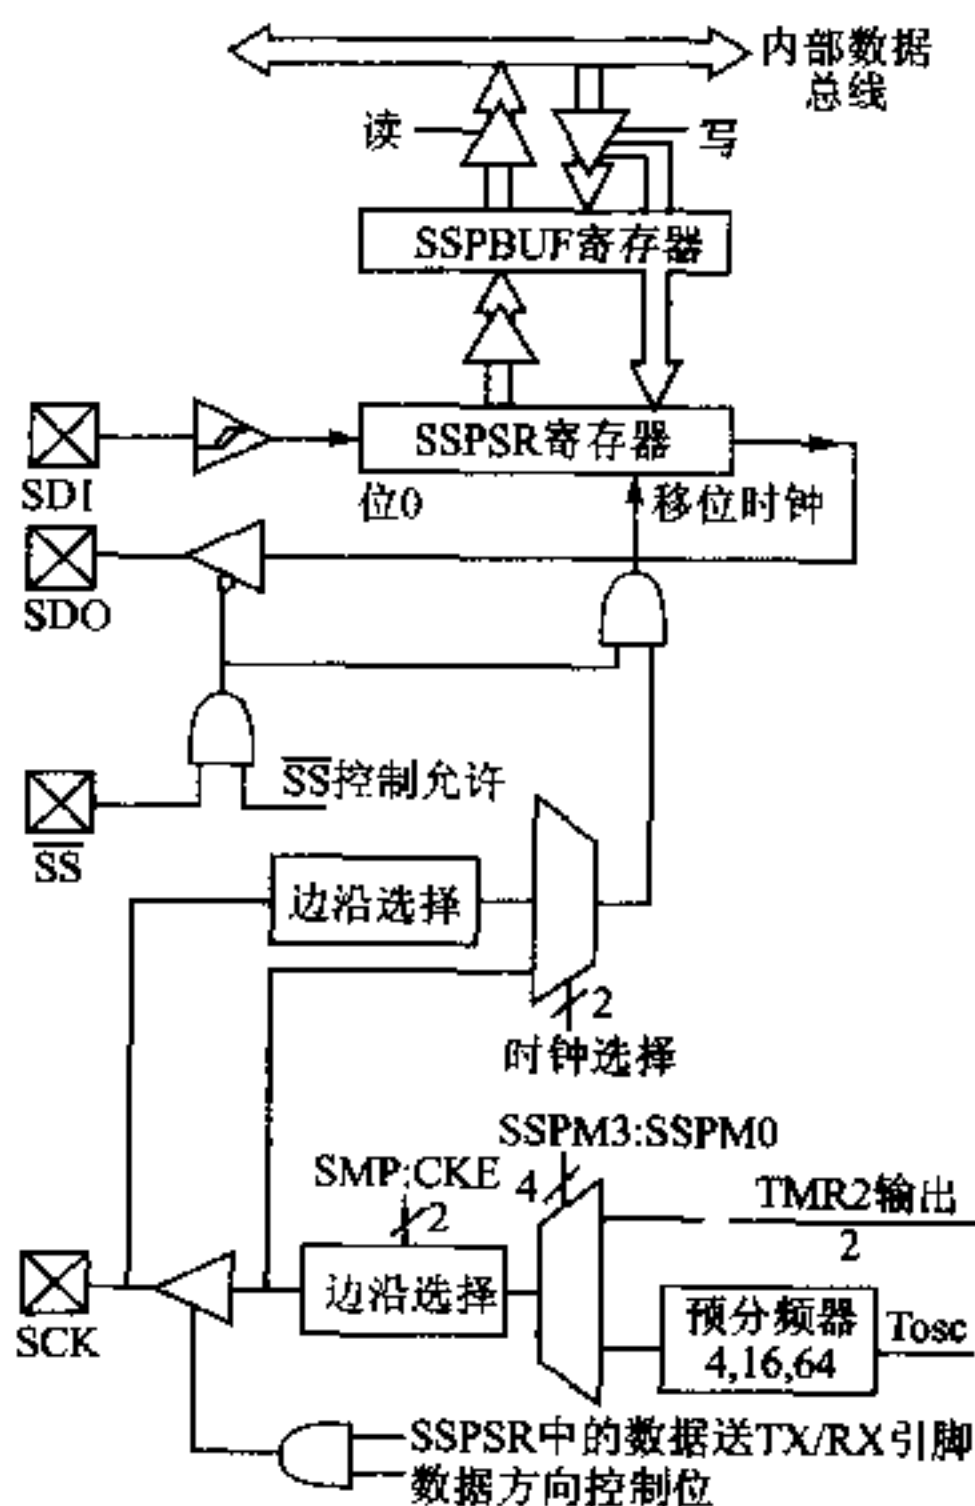 内部数据
总线
读
写
SSPBUF寄存器
SSPSR寄存器
SDI
位0
移位时钟
SDO
SS控制允许
SS
边沿选择
2
时钟选择
SSPM3:SSPM0
SMP:CKE
4
TMR2输出
2
2
边沿选择
预分频器
4,16,64
Tosc
SCK
SSPSR中的数据送TX/RX引脚
数据方向控制位